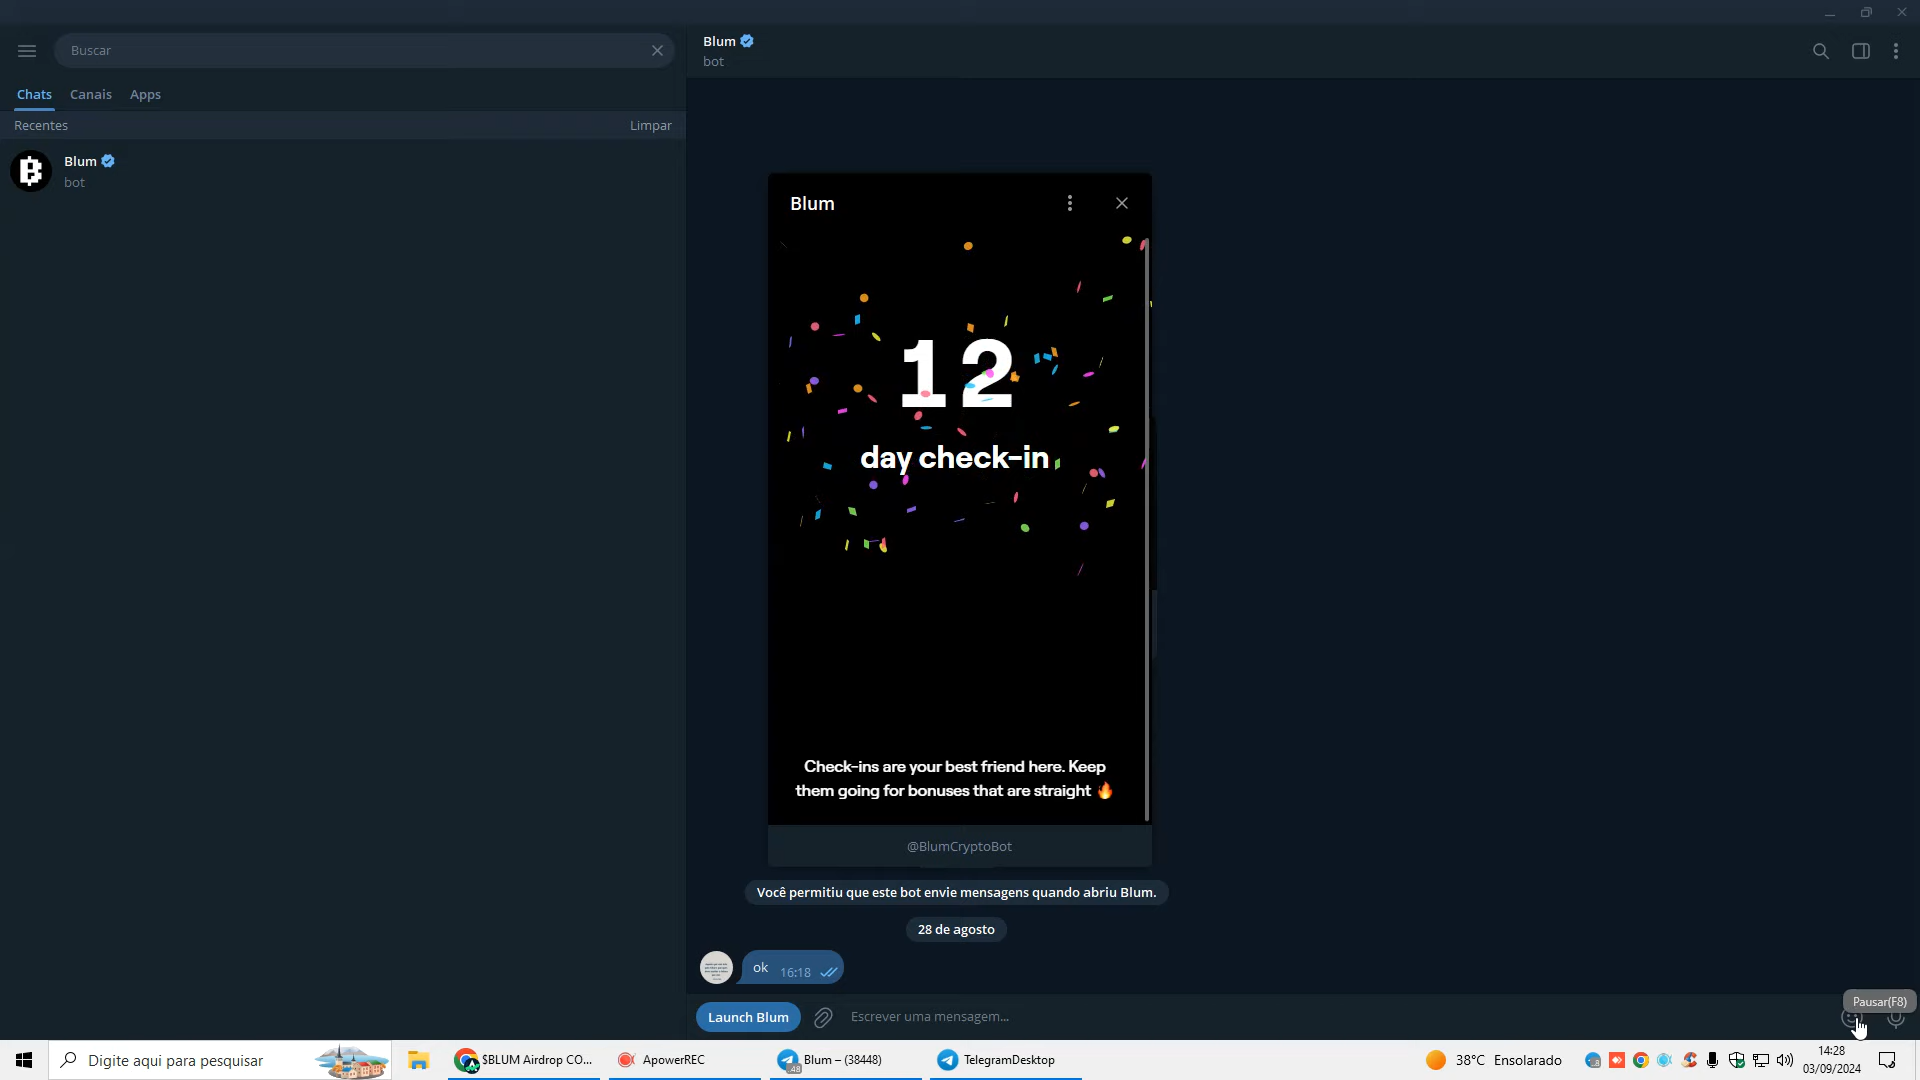 Buscar
Chats Canais Apps
Recentes Limpar
Blum
bot
Blum
bot
Blum
12
day check-in
Check-ins are your best friend here. Keep
them going for bonuses that are straight 🔥
@BlumCryptoBot
Você permitiu que este bot envie mensagens quando abriu Blum.
28 de agosto
ok 16:18
Launch Blum Escrever uma mensagem...
Pausar(F8)
Digite aqui para pesquisar
$BLUM Airdrop CO...
ApowerREC
Blum – (38448)
TelegramDesktop
38°C Ensolarado
14:28
03/09/2024